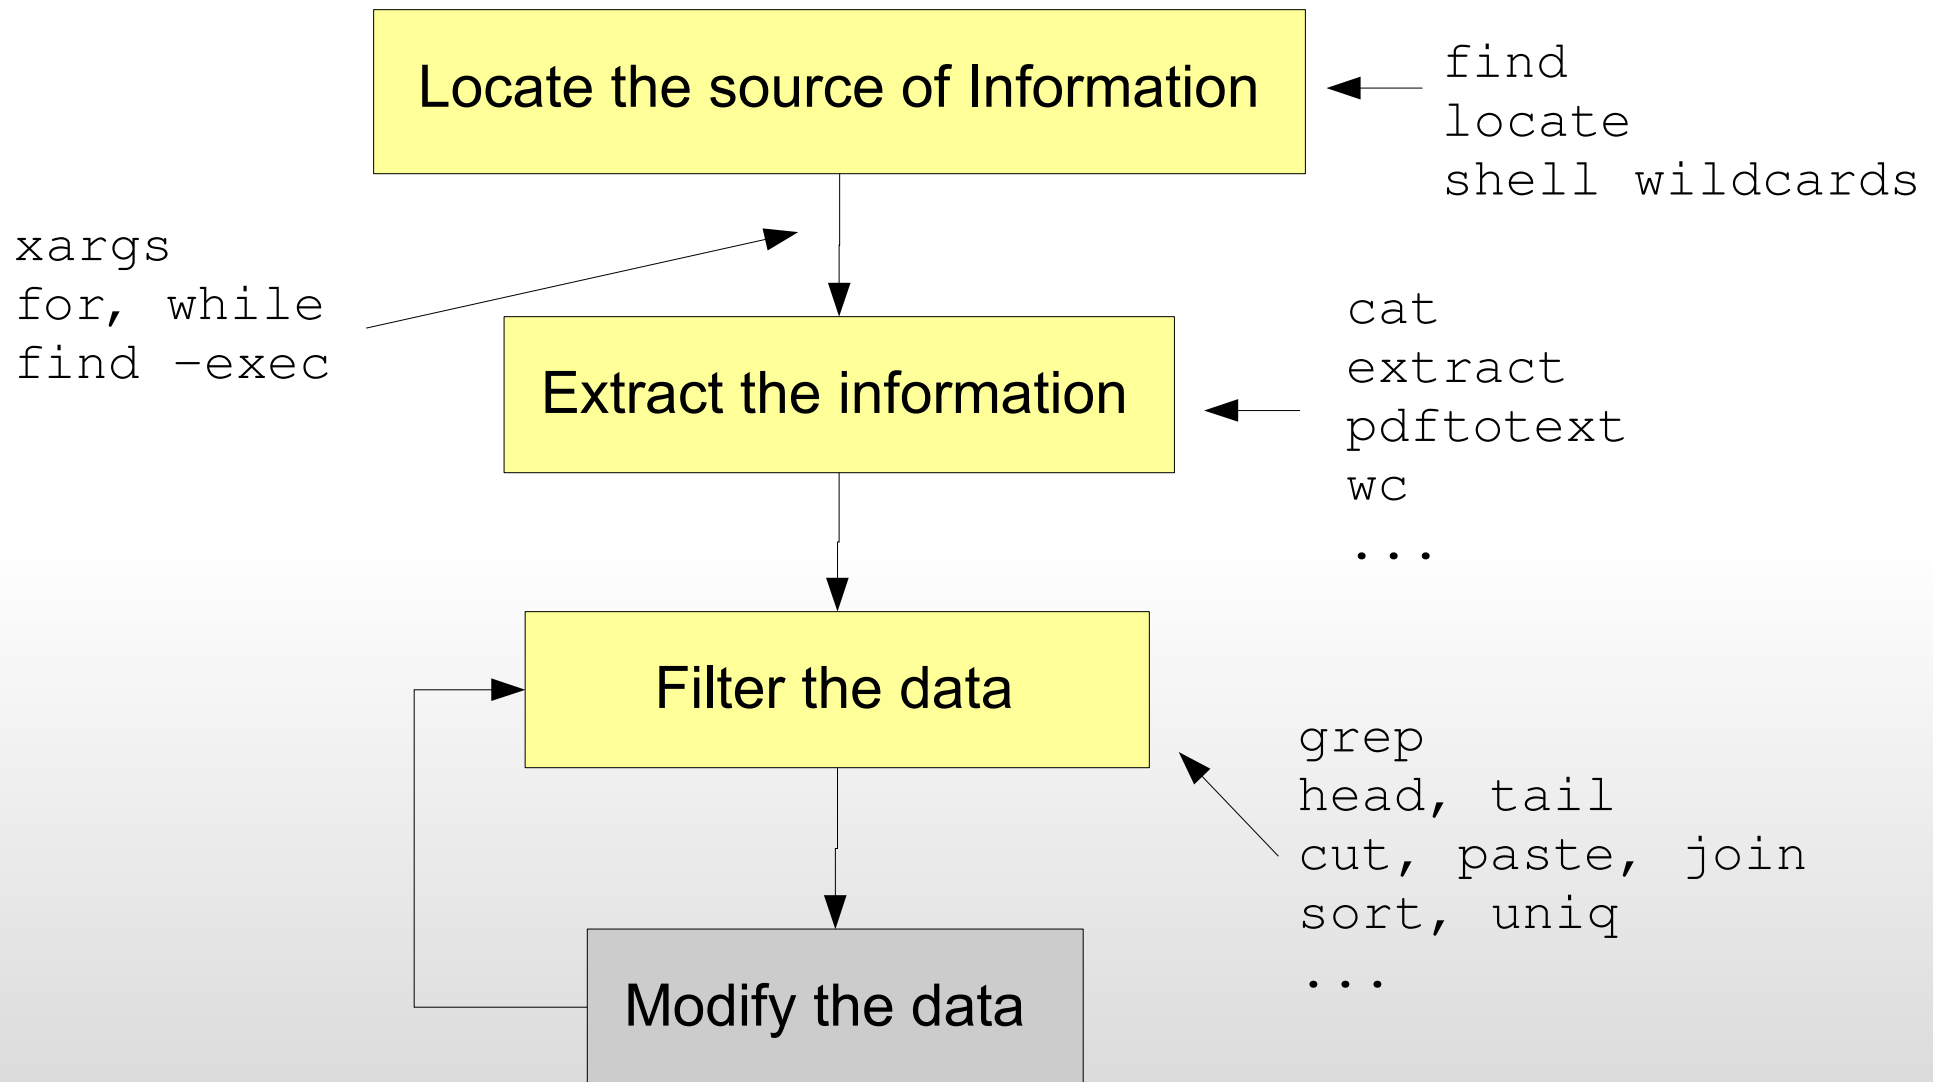 Locate the source of Information
find
locate
shell wildcards
xargs
for, while
find -exec
Extract the information
cat
extract
pdftotext
wc
...
Filter the data
grep
head, tail
cut, paste, join
sort, uniq
...
Modify the data